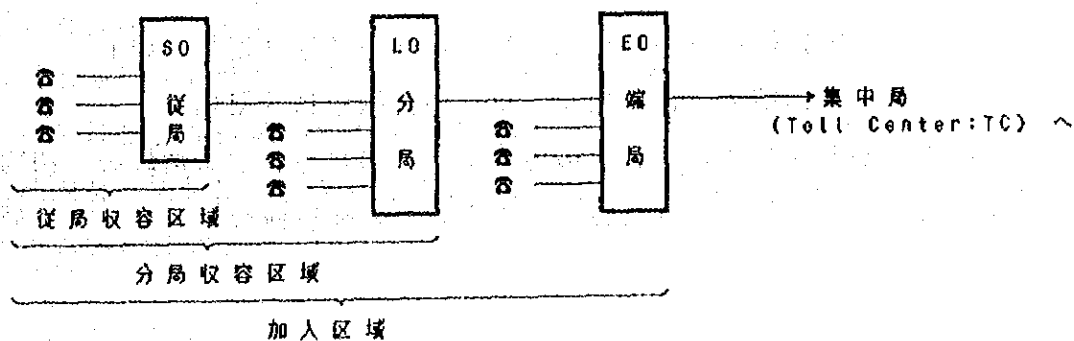 SO
従
局
LO
分
局
EO
端
局
集中局
(Toll Center:TC) へ
従局収容区域
分局収容区域
加入区域